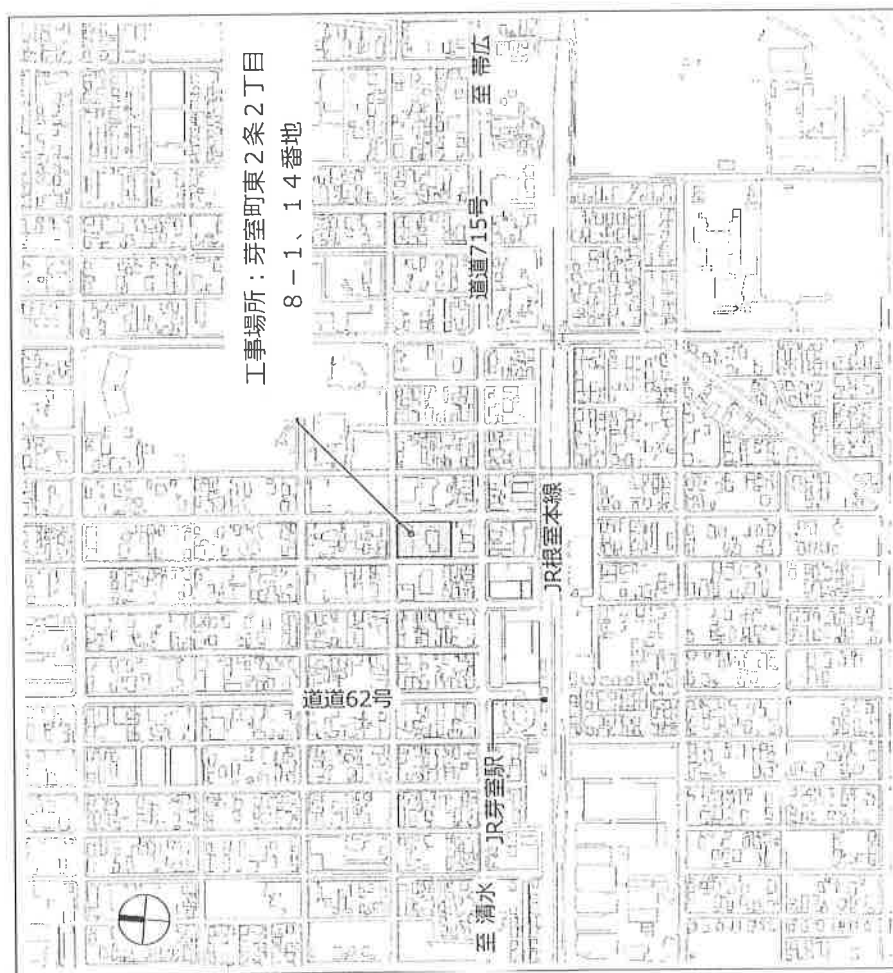 工事場所：芽室町東２条２丁目
８－１、１４番地
至 帯広
道道715号
JR根室本線
道道62号
JR芽室駅
至 清水